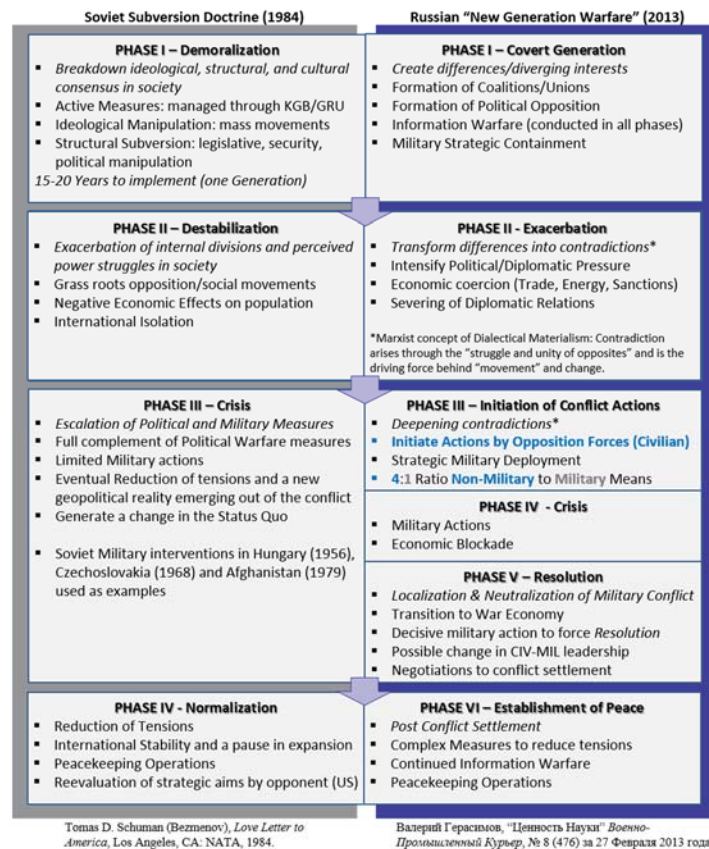 Soviet Subversion Doctrine (1984)
PHASE I – Demoralization
▪ Breakdown ideological, structural, and cultural
consensus in society
▪ Active Measures: managed through KGB/GRU
▪ Ideological Manipulation: mass movements
▪ Structural Subversion: legislative, security,
political manipulation
15-20 Years to implement (one Generation)
PHASE II – Destabilization
▪ Exacerbation of internal divisions and perceived
power struggles in society
▪ Grass roots opposition/social movements
▪ Negative Economic Effects on population
▪ International Isolation
PHASE III – Crisis
▪ Escalation of Political and Military Measures
▪ Full complement of Political Warfare measures
▪ Limited Military actions
▪ Eventual Reduction of tensions and a new
geopolitical reality emerging out of the conflict
▪ Generate a change in the Status Quo
▪ Soviet Military interventions in Hungary (1956),
Czechoslovakia (1968) and Afghanistan (1979)
used as examples
PHASE IV - Normalization
▪ Reduction of Tensions
▪ International Stability and a pause in expansion
▪ Peacekeeping Operations
▪ Reevaluation of strategic aims by opponent (US)
Tomas D. Schuman (Bezmenov), Love Letter to
America, Los Angeles, CA: NATA, 1984.
Russian “New Generation Warfare” (2013)
PHASE I – Covert Generation
▪ Create differences/diverging interests
▪ Formation of Coalitions/Unions
▪ Formation of Political Opposition
▪ Information Warfare (conducted in all phases)
▪ Military Strategic Containment
PHASE II - Exacerbation
▪ Transform differences into contradictions*
▪ Intensify Political/Diplomatic Pressure
▪ Economic coercion (Trade, Energy, Sanctions)
▪ Severing of Diplomatic Relations
*Marxist concept of Dialectical Materialism: Contradiction
arises through the “struggle and unity of opposites” and is the
driving force behind “movement” and change.
PHASE III – Initiation of Conflict Actions
▪ Deepening contradictions*
▪ Initiate Actions by Opposition Forces (Civilian)
▪ Strategic Military Deployment
▪ 4:1 Ratio Non-Military to Military Means
PHASE IV - Crisis
▪ Military Actions
▪ Economic Blockade
PHASE V – Resolution
▪ Localization & Neutralization of Military Conflict
▪ Transition to War Economy
▪ Decisive military action to force Resolution
▪ Possible change in CIV-MIL leadership
▪ Negotiations to conflict settlement
PHASE VI – Establishment of Peace
▪ Post Conflict Settlement
▪ Complex Measures to reduce tensions
▪ Continued Information Warfare
▪ Peacekeeping Operations
Валерий Герасимов, “Ценность Науки” Военно-
Промышленный Курьер, № 8 (476) за 27 Февраля 2013 года